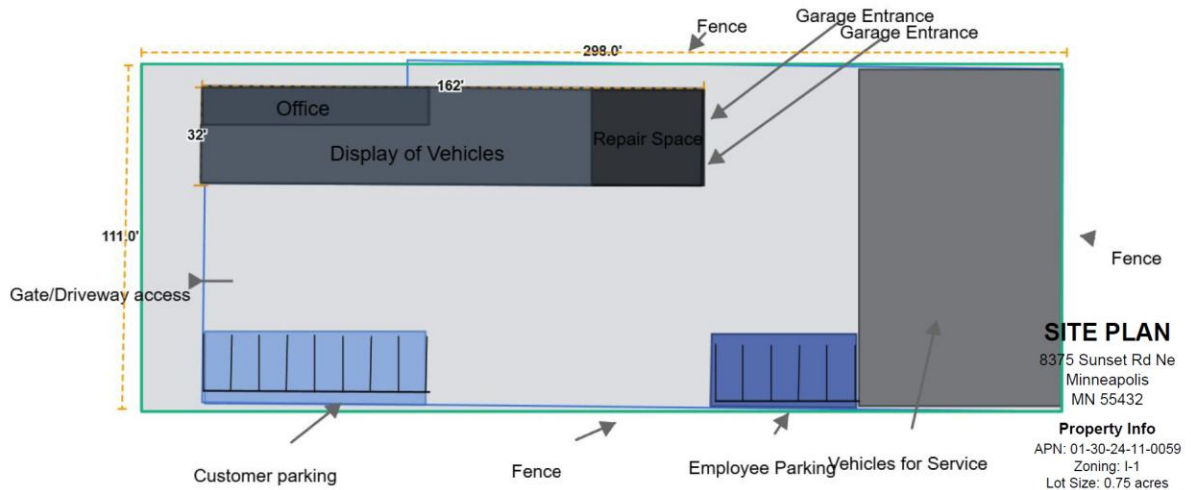 Garage Entrance
Fence
Garage Entrance
298.0'
162'
Office
32'
Repair Space
Display of Vehicles
111.0'
Fence
Gate/Driveway access
SITE PLAN
8375 Sunset Rd Ne
Minneapolis
MN 55432
Property Info
APN: 01-30-24-11-0059
Zoning: I-1
Lot Size: 0.75 acres
Customer parking
Fence
Employee Parking
Vehicles for Service